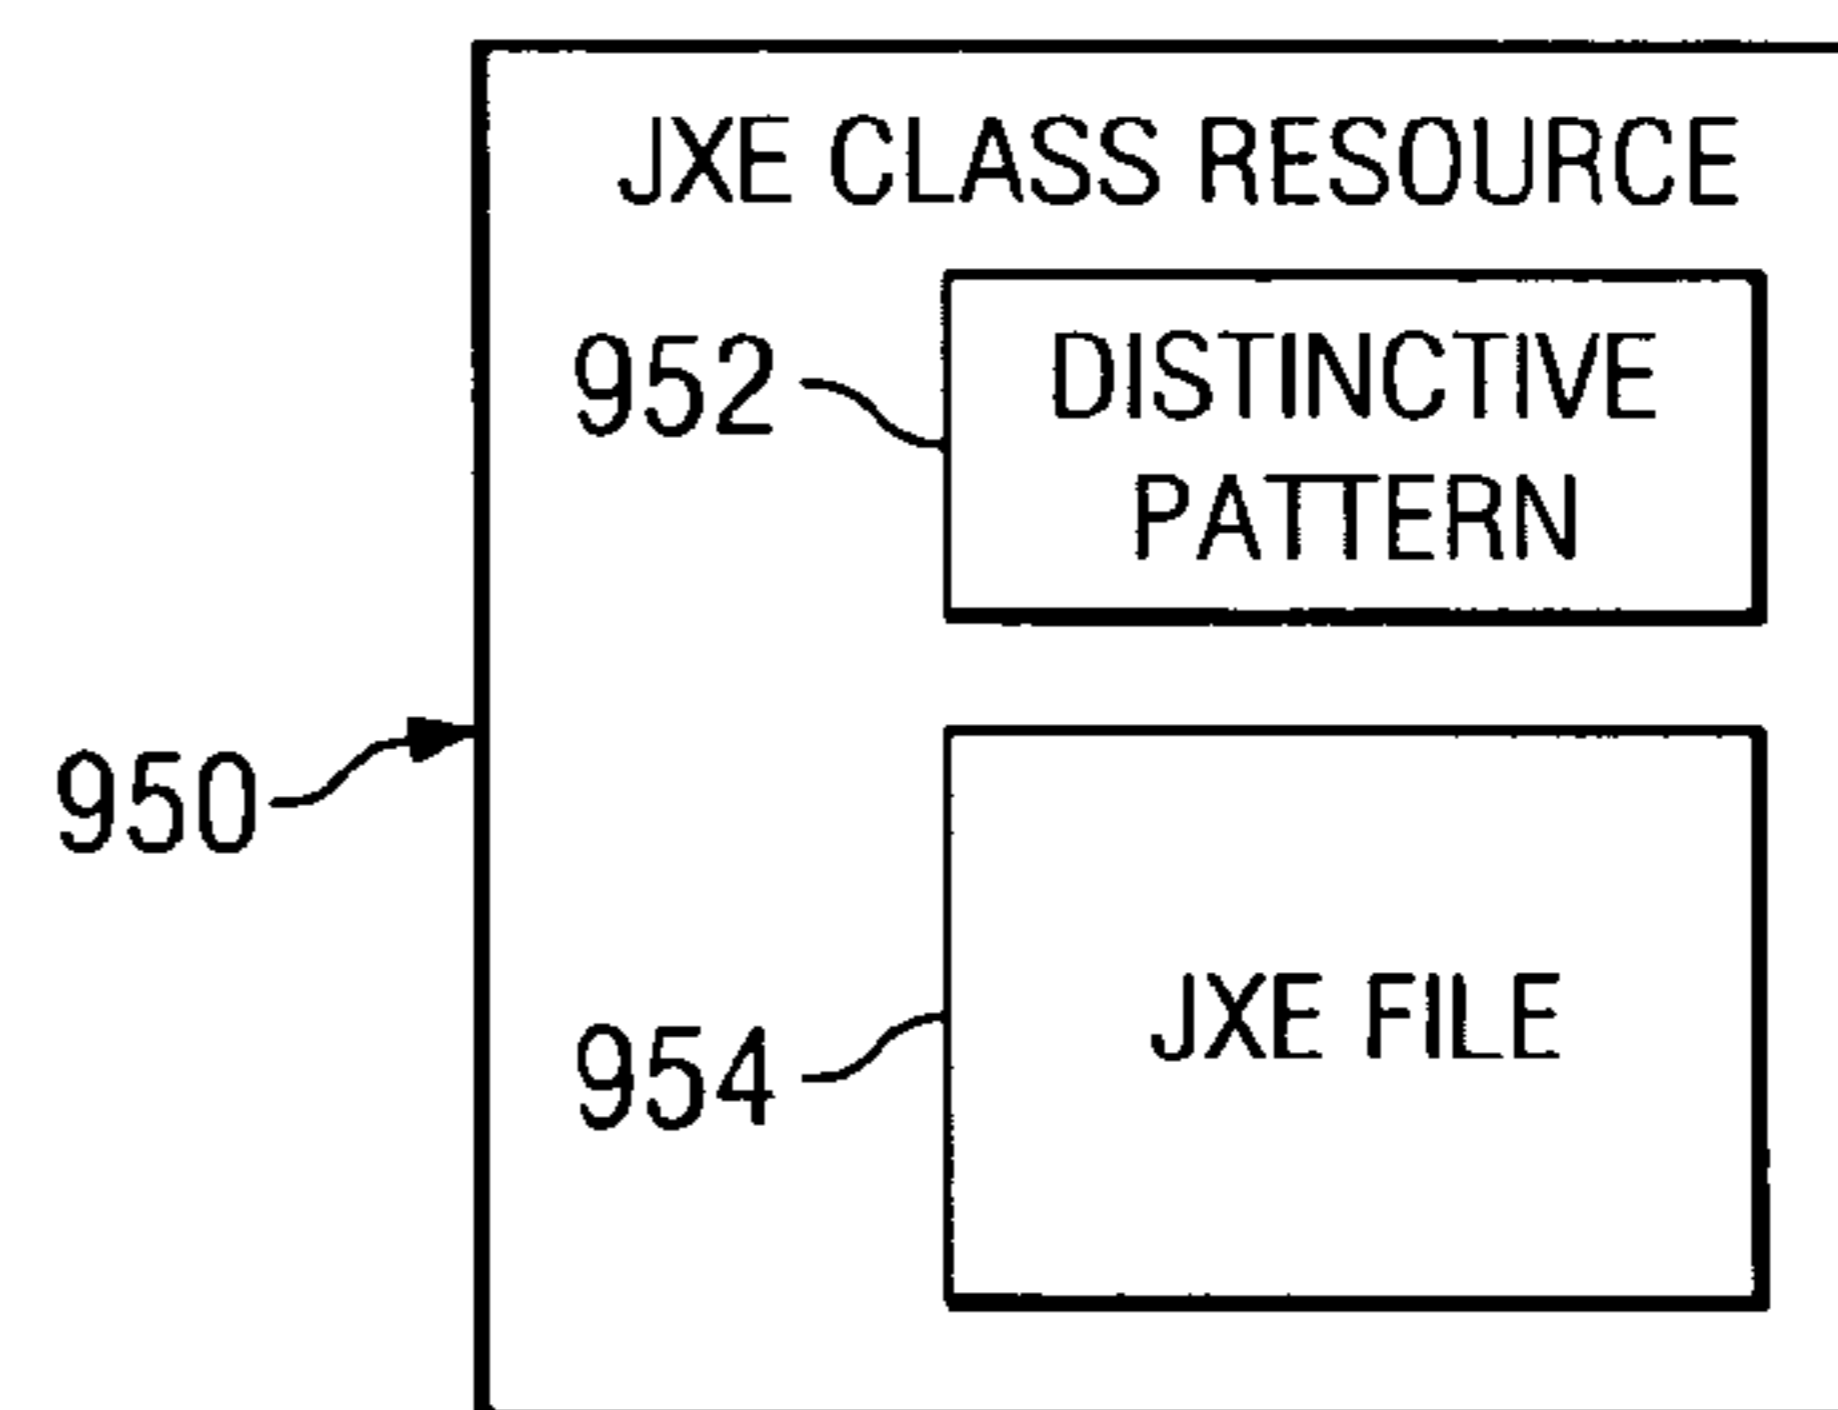 JXE CLASS RESOURCE
952
DISTINCTIVE
PATTERN
950
JXE FILE
954